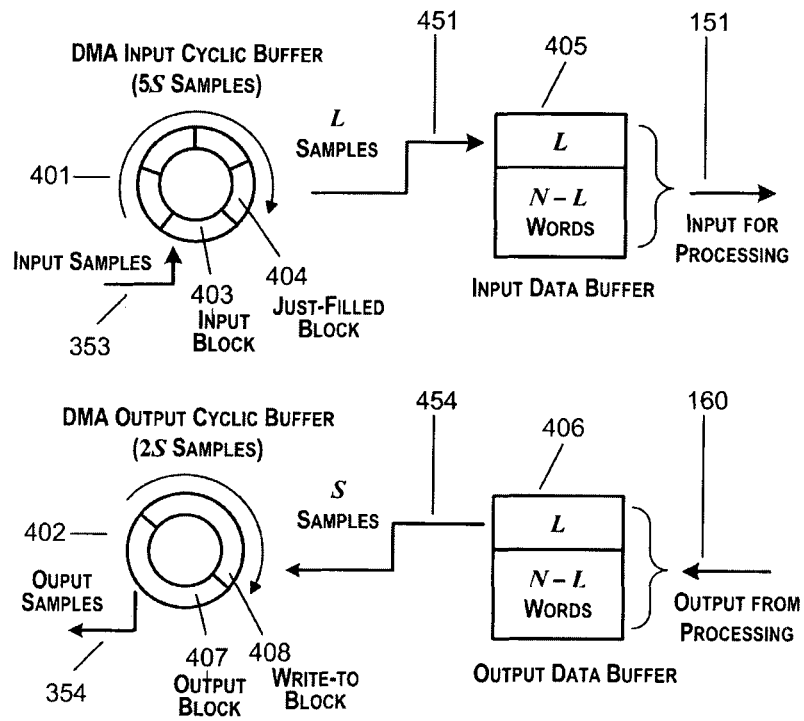 DMA INPUT CYCLIC BUFFER
(5S SAMPLES)
451
405
151
L
SAMPLES
L
N – L
WORDS
401
INPUT SAMPLES
353
403
INPUT
BLOCK
404
JUST-FILLED
BLOCK
INPUT FOR
PROCESSING
INPUT DATA BUFFER
DMA OUTPUT CYCLIC BUFFER
(2S SAMPLES)
454
406
160
S
SAMPLES
L
N – L
WORDS
402
OUPUT
SAMPLES
354
407
OUTPUT
BLOCK
408
WRITE-TO
BLOCK
OUTPUT FROM
PROCESSING
OUTPUT DATA BUFFER